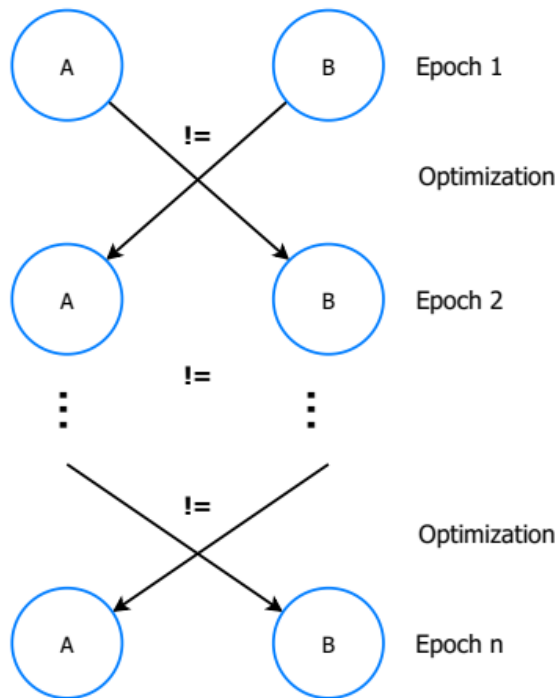 A B Epoch 1
!=
Optimization
A B Epoch 2
!=
⋮ ⋮
!=
Optimization
A B Epoch n